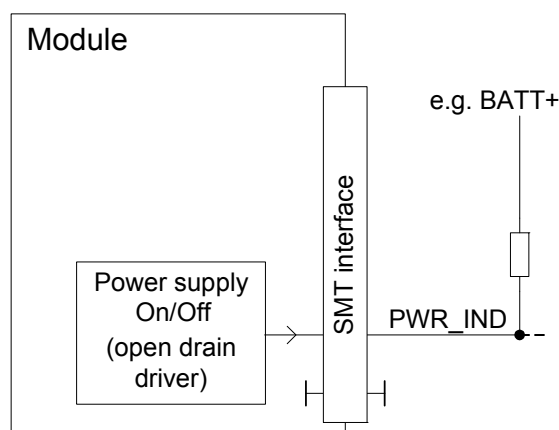 Module
e.g. BATT+
SMT interface
Power supply
On/Off
(open drain
driver)
PWR_IND